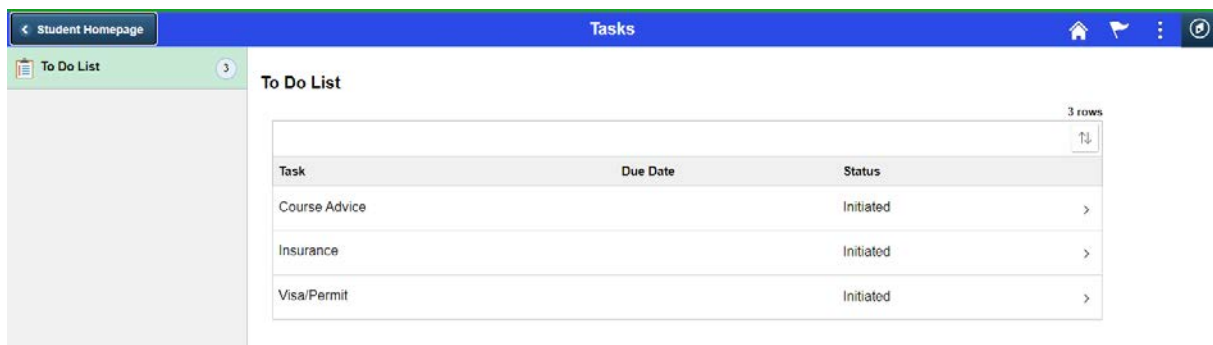 Student Homepage
Tasks
To Do List 3
To Do List
3 rows
Task Due Date Status
Course Advice Initiated
Insurance Initiated
Visa/Permit Initiated